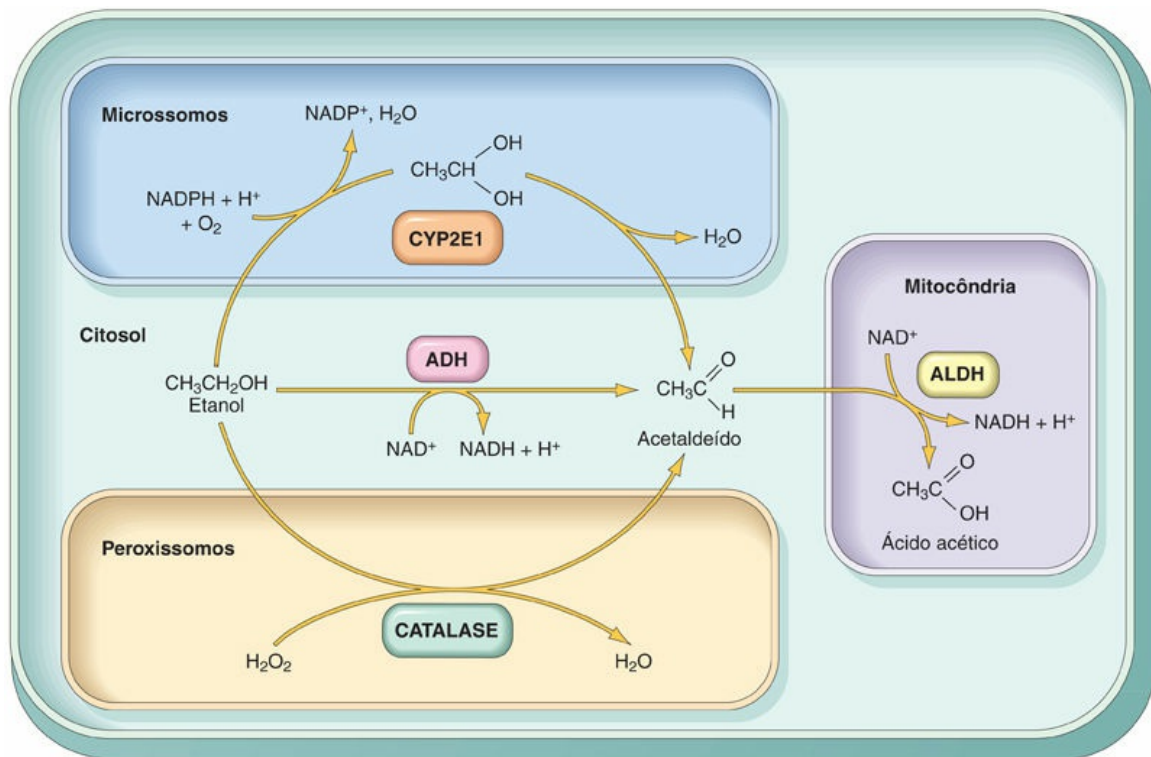 Microssomos
NADP⁺, H₂O
OH
CH₃CH
OH
NADPH + H⁺
+ O₂
CYP2E1
H₂O
Mitocôndria
Citosol
NAD⁺
ADH
O
ALDH
CH₃CH₂OH
Etanol
CH₃C
H
NADH + H⁺
NAD⁺
NADH + H⁺
Acetaldeído
O
CH₃C
OH
Ácido acético
Peroxissomos
CATALASE
H₂O₂
H₂O